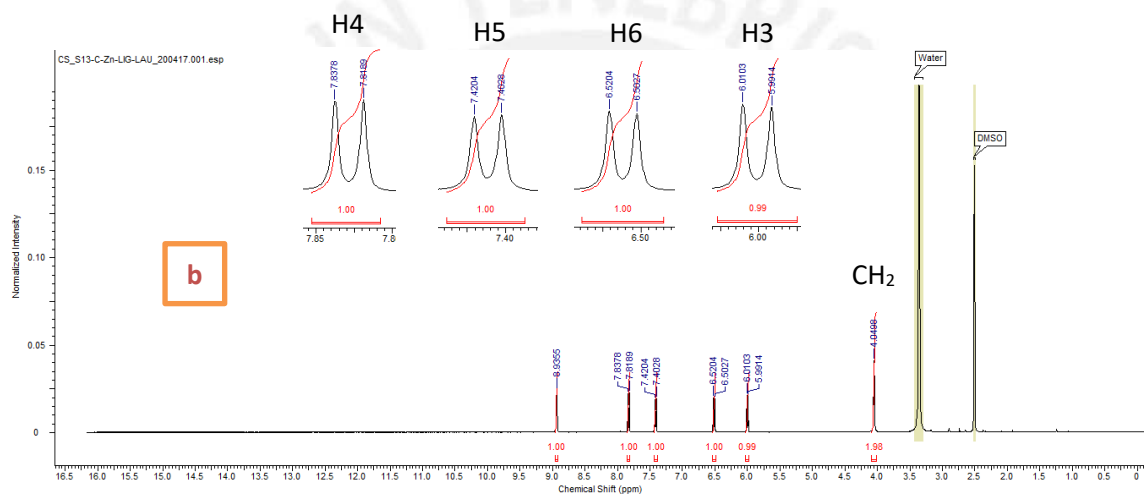 EN TENEBRIS
H4 H5 H6 H3
CS_S13-C-Zn-LIG-LAU_200417.001.esp
7.8378 7.8189 7.4204 7.4028 6.5204 6.5027 6.0103 5.9914
Water
DMSO
1.00 1.00 1.00 0.99
7.85 7.8 7.40 6.50 6.00
b
CH₂
8.9355 7.8378 7.8189 7.4204 7.4028 6.5204 6.5027 6.0103 5.9914 4.0498
1.00 1.00 1.00 1.00 0.99 1.98
Normalized Intensity
0.15
0.10
0.05
0
16.5 16.0 15.5 15.0 14.5 14.0 13.5 13.0 12.5 12.0 11.5 11.0 10.5 10.0 9.5 9.0 8.5 8.0 7.5 7.0 6.5 6.0 5.5 5.0 4.5 4.0 3.5 3.0 2.5 2.0 1.5 1.0 0.5 0
Chemical Shift (ppm)